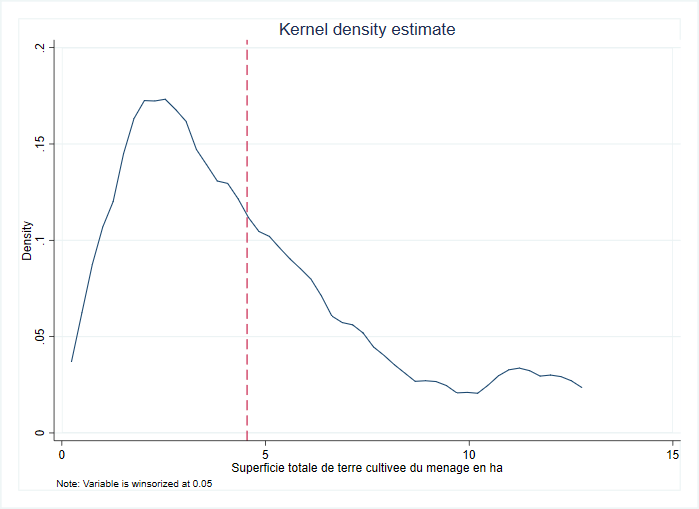 Kernel density estimate
.2
.15
.1
.05
0
Density
0
5
10
15
Superficie totale de terre cultivee du menage en ha
Note: Variable is winsorized at 0.05